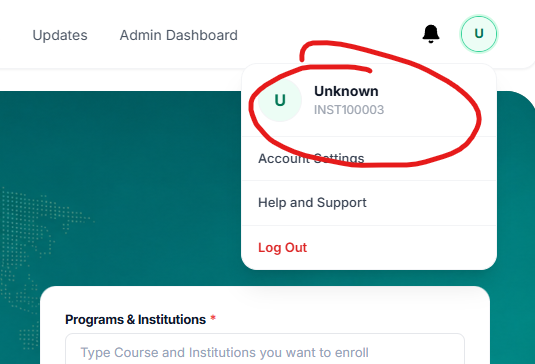 Updates
Admin Dashboard
U
U
Unknown
INST100003
Account Settings
Help and Support
Log Out
Programs & Institutions *
Type Course and Institutions you want to enroll